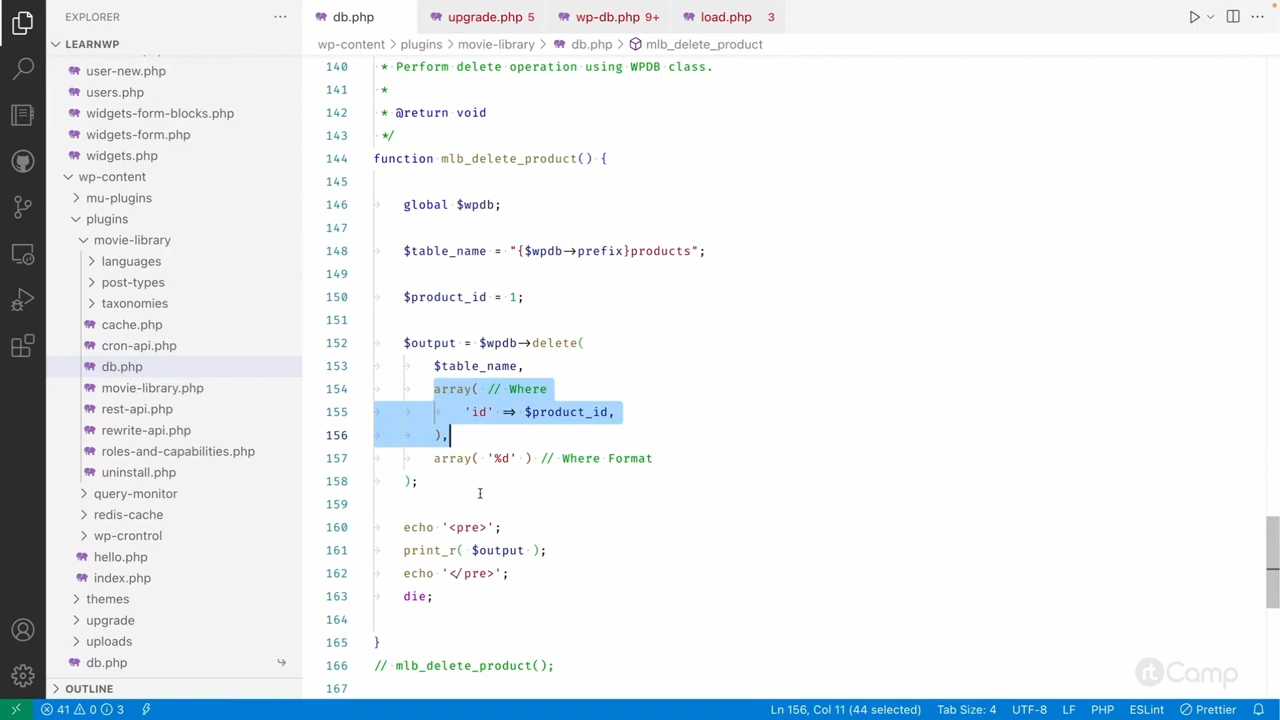 EXPLORER
LEARNWP
user-new.php
users.php
widgets-form-blocks.php
widgets-form.php
widgets.php
wp-content
mu-plugins
plugins
movie-library
languages
post-types
taxonomies
cache.php
cron-api.php
db.php
movie-library.php
rest-api.php
rewrite-api.php
roles-and-capabilities.php
uninstall.php
query-monitor
redis-cache
wp-crontrol
hello.php
index.php
themes
upgrade
uploads
db.php
OUTLINE
db.php upgrade.php 5 wp-db.php 9+ load.php 3
wp-content > plugins > movie-library > db.php > mlb_delete_product
140 * Perform delete operation using WPDB class.
141 *
142 * @return void
143 */
144 function mlb_delete_product() {
145
146 global $wpdb;
147
148 $table_name = "{$wpdb->prefix}products";
149
150 $product_id = 1;
151
152 $output = $wpdb->delete(
153 $table_name,
154 array( // Where
155 'id' => $product_id,
156 ),
157 array( '%d' ) // Where Format
158 );
159
160 echo '<pre>';
161 print_r( $output );
162 echo '</pre>';
163 die;
164
165 }
166 // mlb_delete_product();
167
rtCamp
41 0 3 Ln 156, Col 11 (44 selected) Tab Size: 4 UTF-8 LF PHP ESLint Prettier